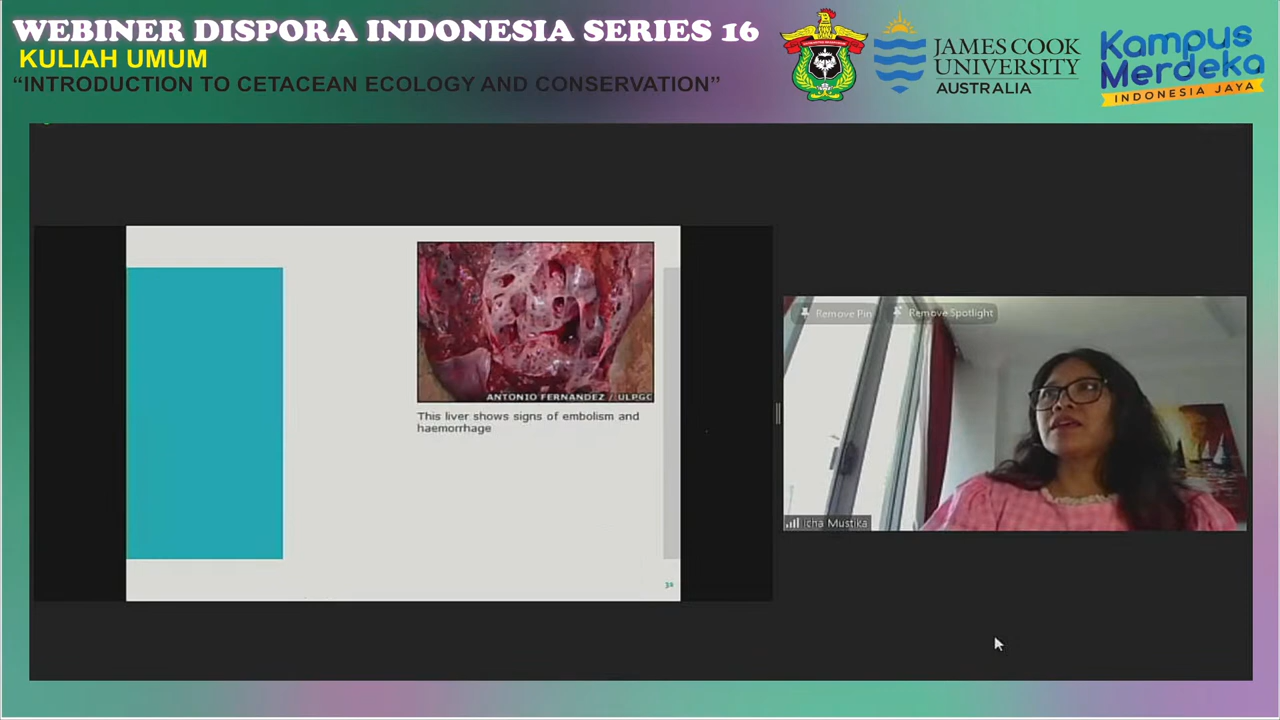 WEBINER DISPORA INDONESIA SERIES 16
KULIAH UMUM
“INTRODUCTION TO CETACEAN ECOLOGY AND CONSERVATION”
JAMES COOK
UNIVERSITY
AUSTRALIA
Kampus
Merdeka
INDONESIA JAYA
ANTONIO FERNANDEZ / ULPGC
This liver shows signs of embolism and
haemorrhage
32
Remove Pin
Remove Spotlight
Icha Mustika